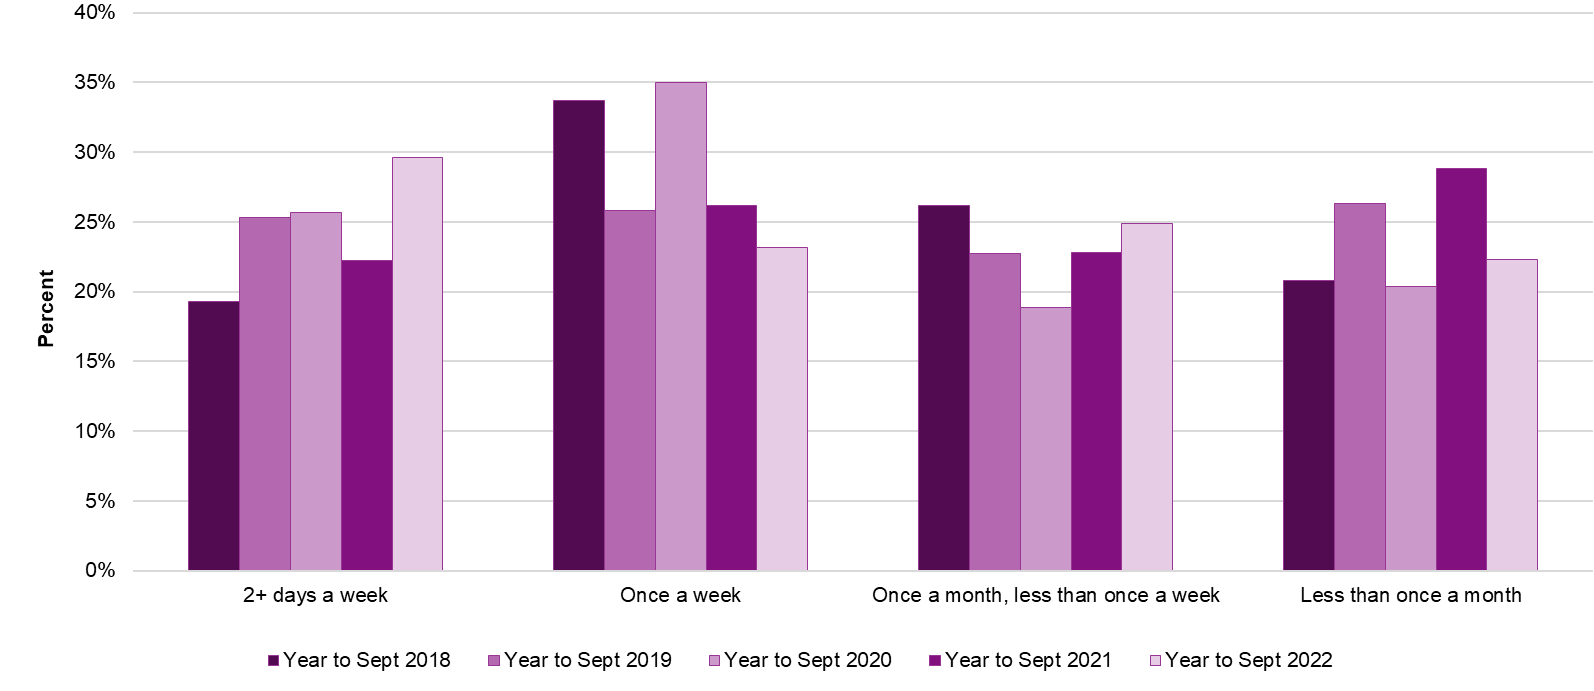 40%
35%
30%
25%
20%
15%
10%
5%
0%
Percent
2+ days a week
Once a week
Once a month, less than once a week
Less than once a month
Year to Sept 2018
Year to Sept 2019
Year to Sept 2020
Year to Sept 2021
Year to Sept 2022